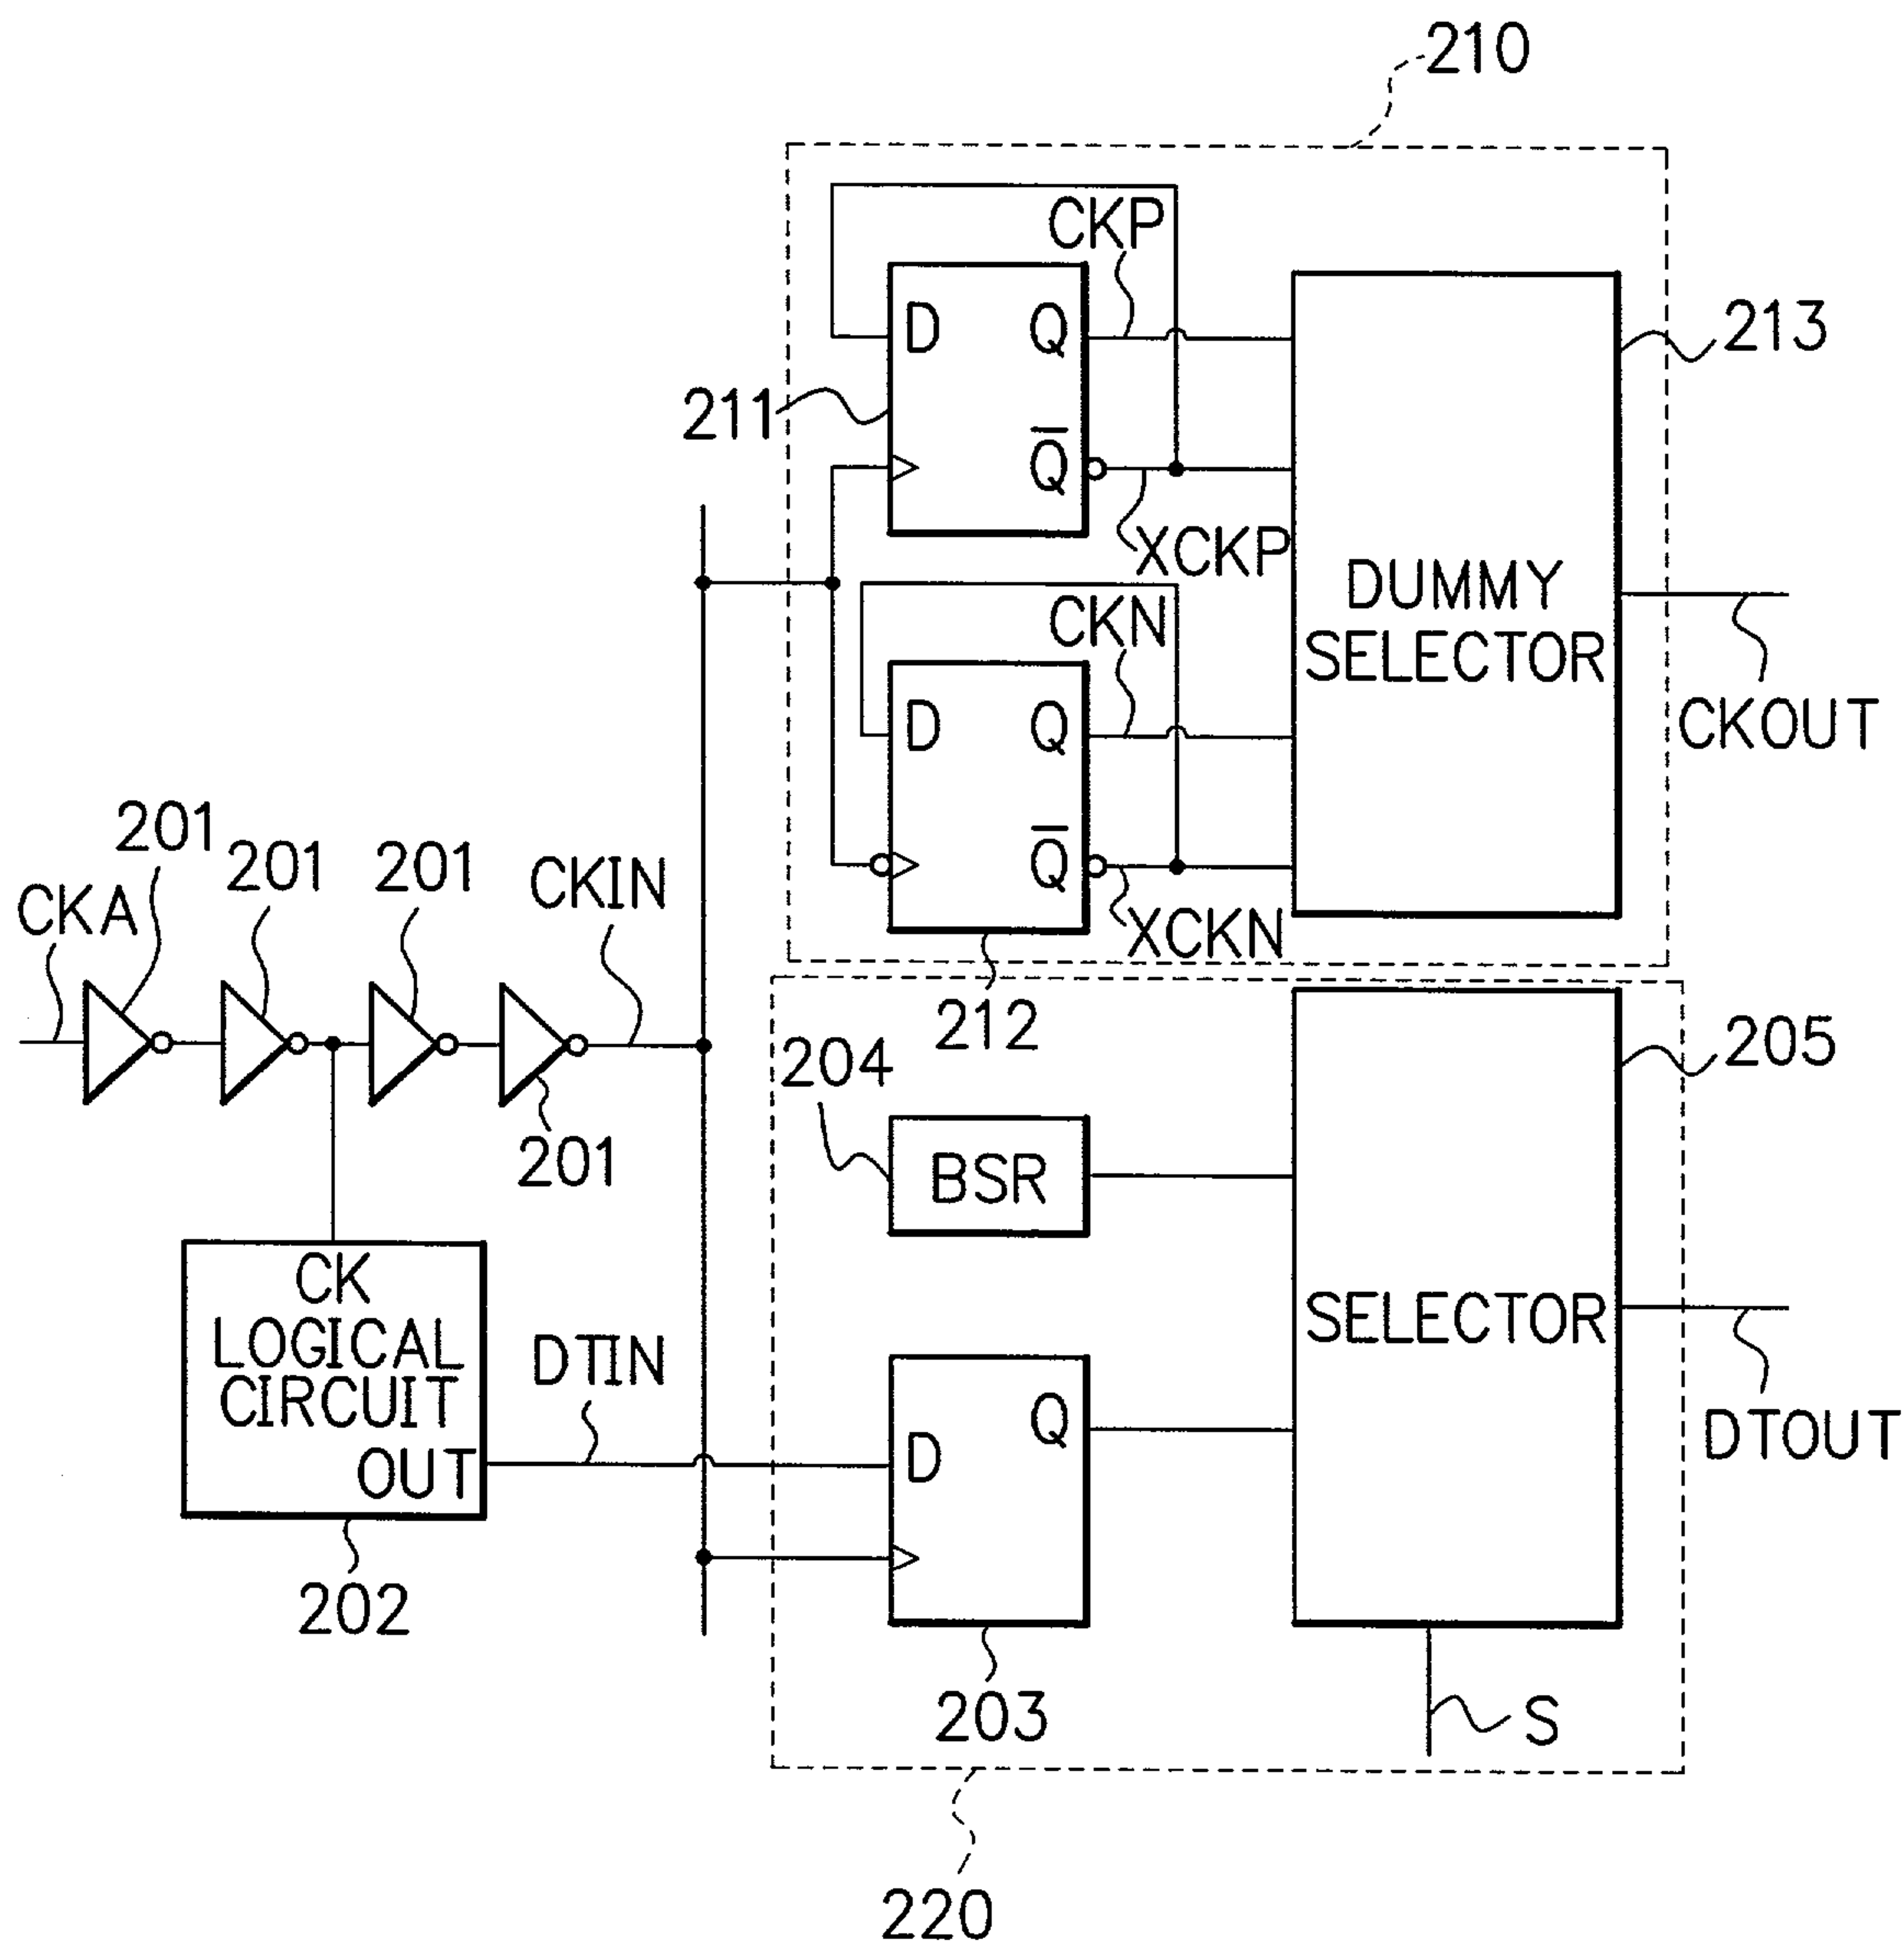 210
CKP
D
Q
213
211
Q̅
XCKP
DUMMY
SELECTOR
CKN
D
Q
CKOUT
201
201
201
CKIN
CKA
Q̅
XCKN
212
204
205
201
BSR
CK
LOGICAL
CIRCUIT
OUT
DTIN
SELECTOR
D
Q
DTOUT
202
203
S
220